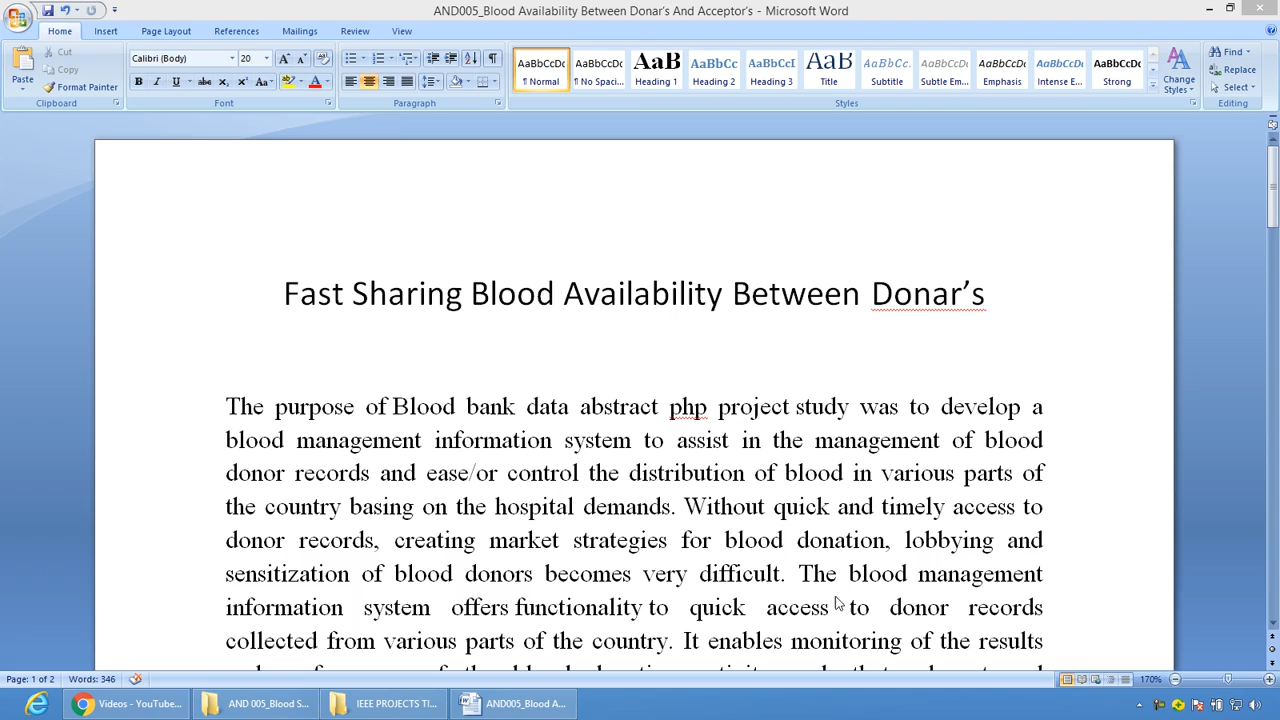 AND005_Blood Availability Between Donar's And Acceptors - Microsoft Word
Home Insert Page Layout References Mailings Review View
Paste
Cut
Copy
Format Painter
Clipboard
Calibri (Body) 20
Font
Paragraph
AaBbCcDc AaBbCcDc AaB AaBbCc AaBbCcI AaB AaBbCc. AaBbCcDc AaBbCcDc AaBbCcDc AaBbCcDc
¶ Normal ¶ No Spaci... Heading 1 Heading 2 Heading 3 Title Subtitle Subtle Em... Emphasis Intense E... Strong
Change Styles
Styles
Find
Replace
Select
Editing
Fast Sharing Blood Availability Between Donar's
The purpose of Blood bank data abstract php project study was to develop a
blood management information system to assist in the management of blood
donor records and ease/or control the distribution of blood in various parts of
the country basing on the hospital demands. Without quick and timely access to
donor records, creating market strategies for blood donation, lobbying and
sensitization of blood donors becomes very difficult. The blood management
information system offers functionality to quick access to donor records
collected from various parts of the country. It enables monitoring of the results
Page: 1 of 2 Words: 346 170%
Videos - YouTube... AND 005_Blood S... IEEE PROJECTS TI... AND005_Blood A...